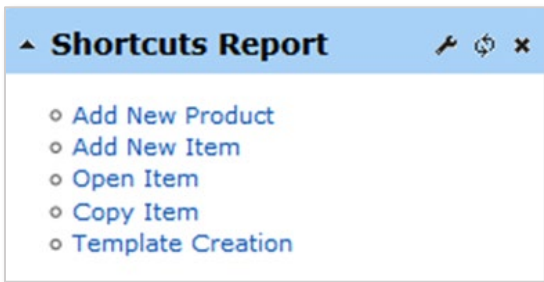 Shortcuts Report
Add New Product
Add New Item
Open Item
Copy Item
Template Creation